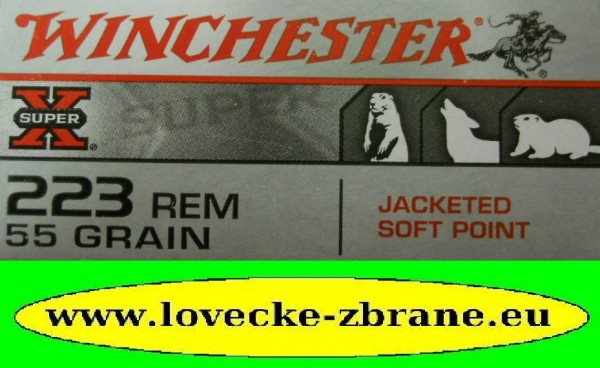 WINCHESTER
®
SUPER
X
SUPER
®
223 REM
55 GRAIN
JACKETED
SOFT POINT
www.lovecke-zbrane.eu